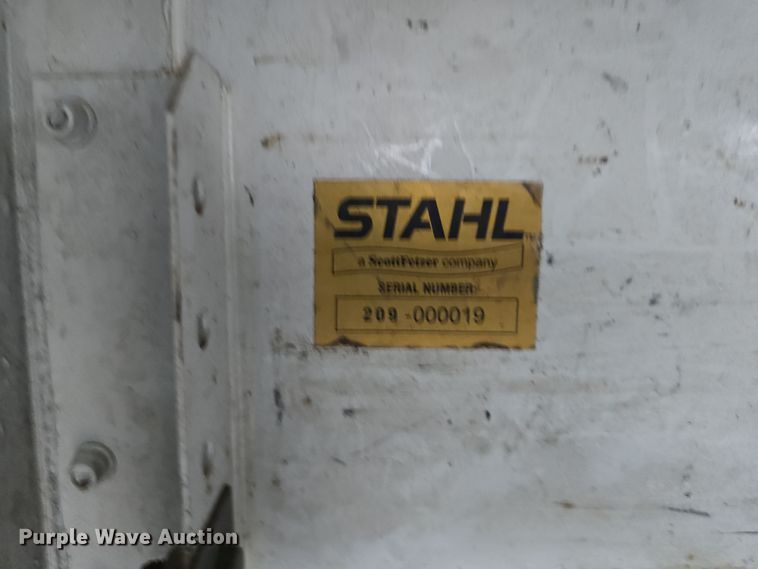 STAHL
a ScottFetzer company
SERIAL NUMBER:
209-000019
Purple Wave Auction